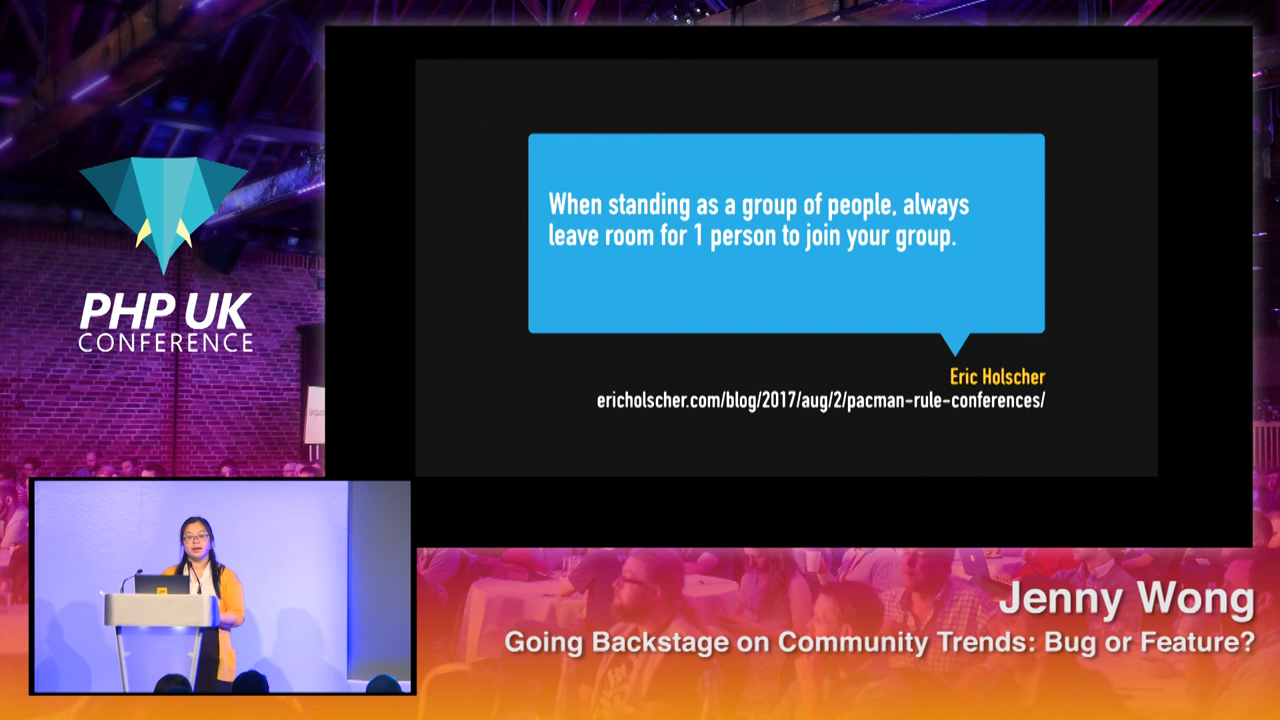 When standing as a group of people, always
leave room for 1 person to join your group.
Eric Holscher
ericholscher.com/blog/2017/aug/2/pacman-rule-conferences/
PHP UK
CONFERENCE
Jenny Wong
Going Backstage on Community Trends: Bug or Feature?